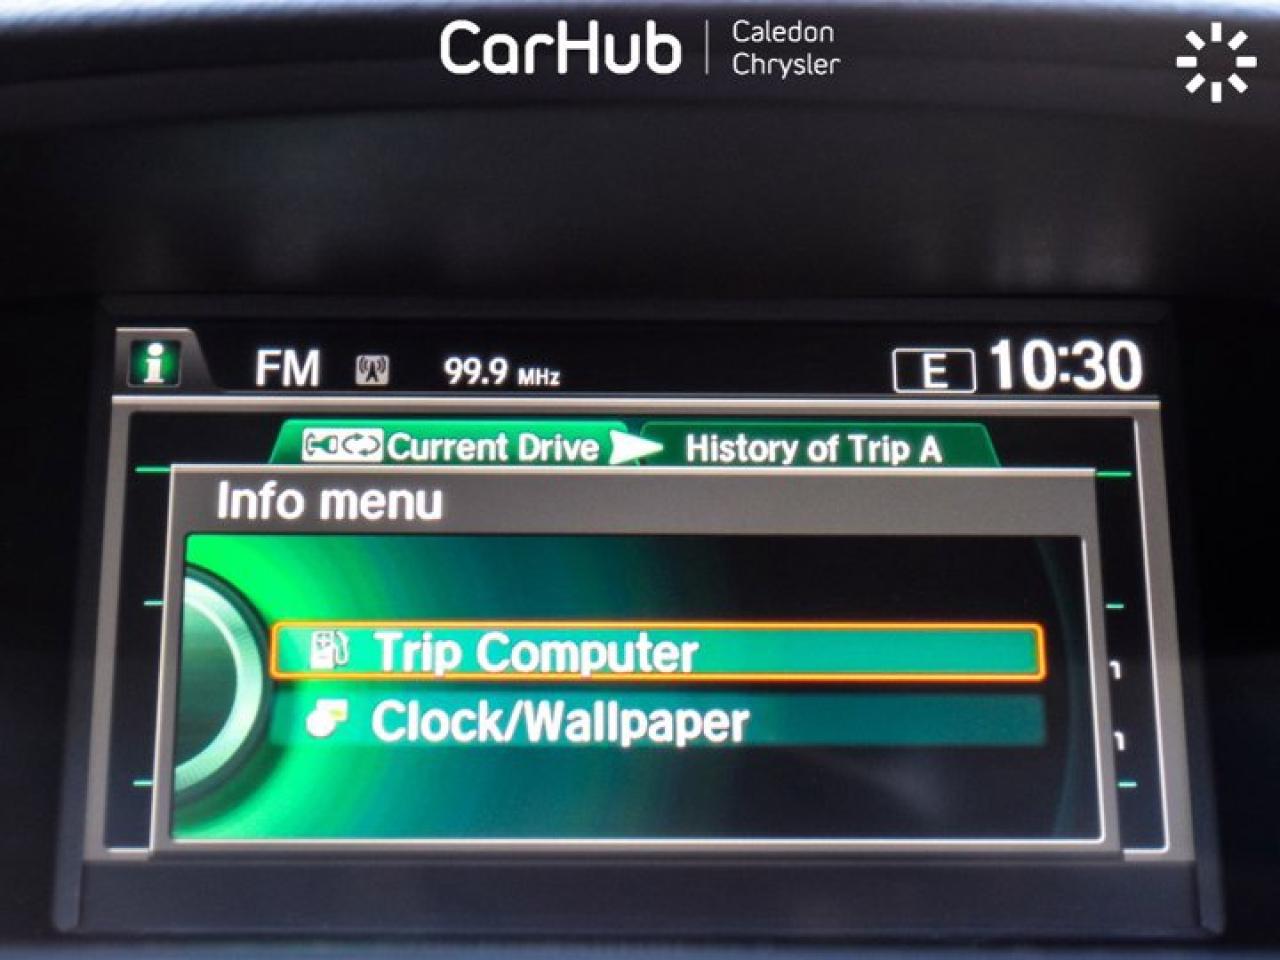 CarHub
Caledon
Chrysler
FM 99.9 MHz E 10:30
Current Drive History of Trip A
Info menu
Trip Computer
Clock/Wallpaper